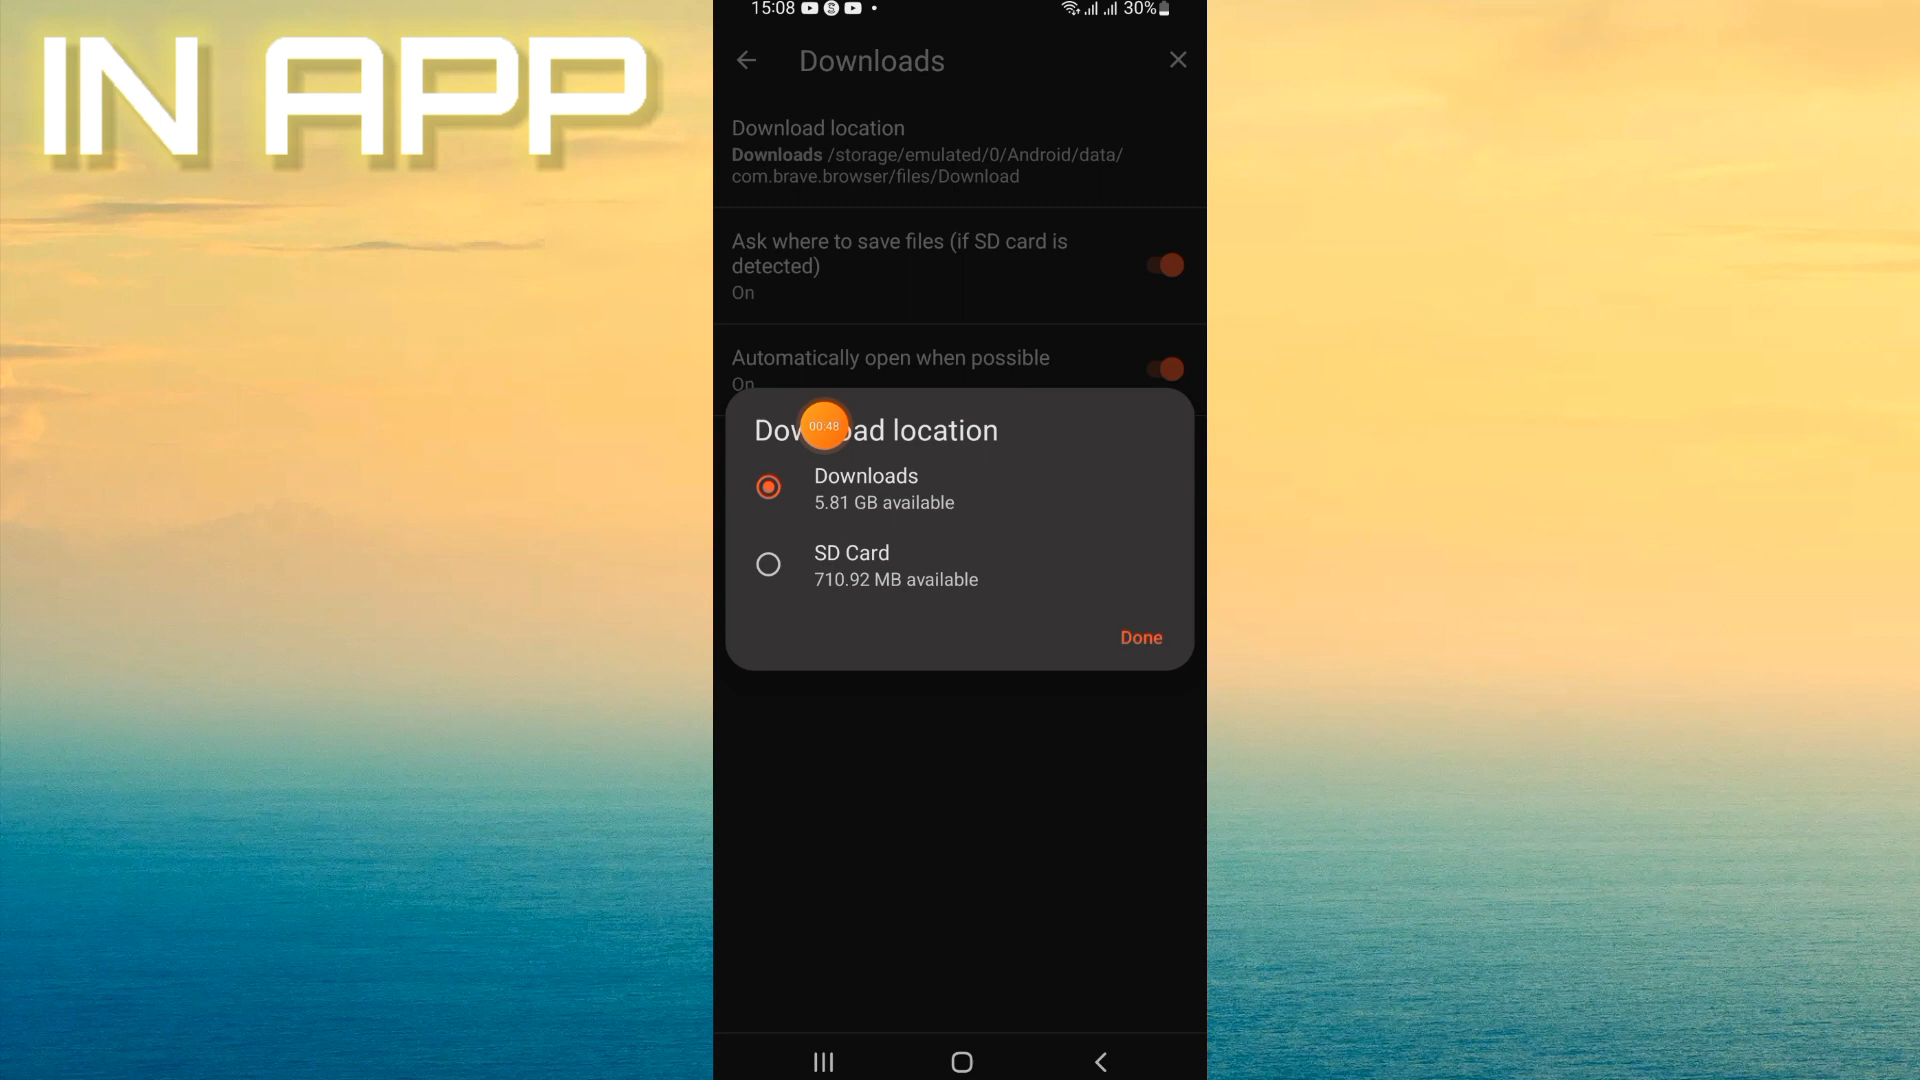 IN APP
15:08
30%
Downloads
Download location
Downloads /storage/emulated/0/Android/data/
com.brave.browser/files/Download
Ask where to save files (if SD card is
detected)
On
Automatically open when possible
On
00:48
Download location
Downloads
5.81 GB available
SD Card
710.92 MB available
Done